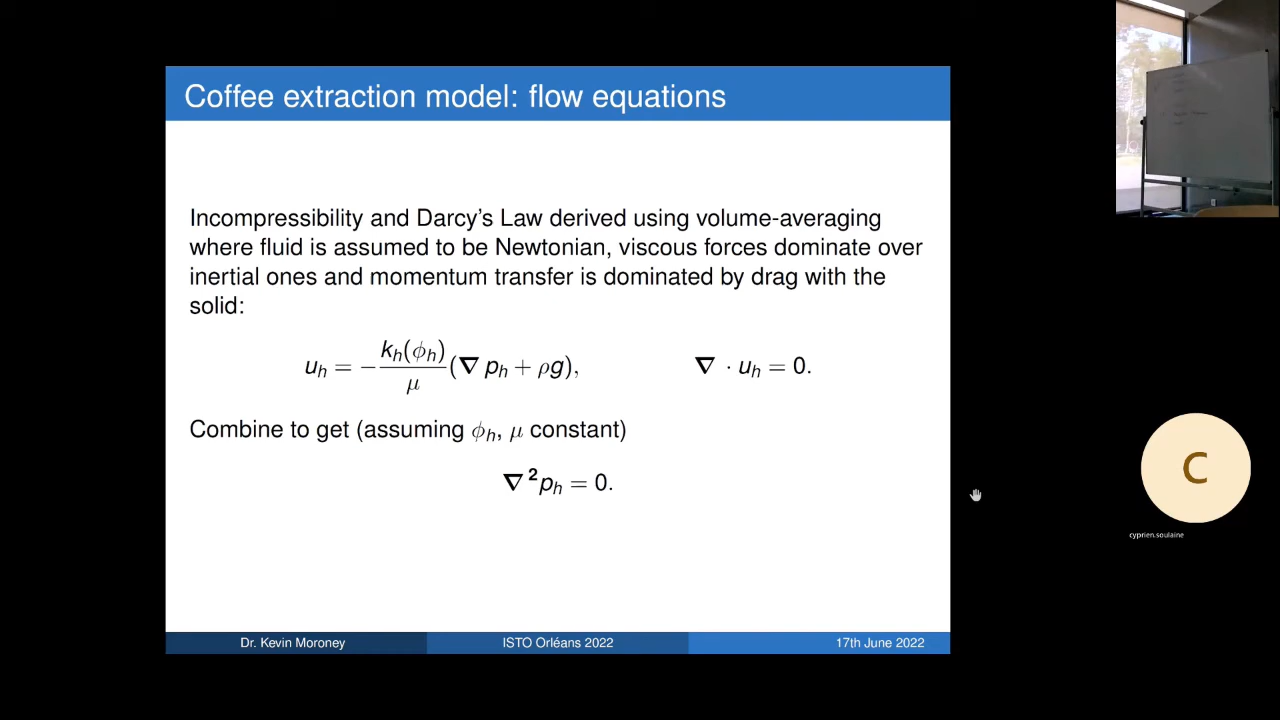 Coffee extraction model: flow equations
Incompressibility and Darcy's Law derived using volume-averaging
where fluid is assumed to be Newtonian, viscous forces dominate over
inertial ones and momentum transfer is dominated by drag with the
solid:
u_h = −k_h(ϕ_h)/μ (∇ p_h + ρg), ∇ · u_h = 0.
Combine to get (assuming ϕ_h, μ constant)
∇²p_h = 0.
C
cyprien.soulaine
Dr. Kevin Moroney ISTO Orléans 2022 17th June 2022